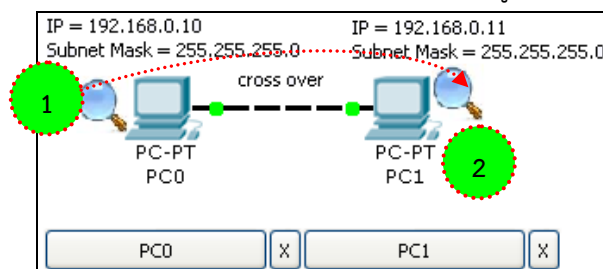 IP = 192.168.0.10
Subnet Mask = 255.255.255.0
IP = 192.168.0.11
Subnet Mask = 255.255.255.0
1
cross over
PC-PT
PC0
PC-PT
PC1
2
PC0 X PC1 X